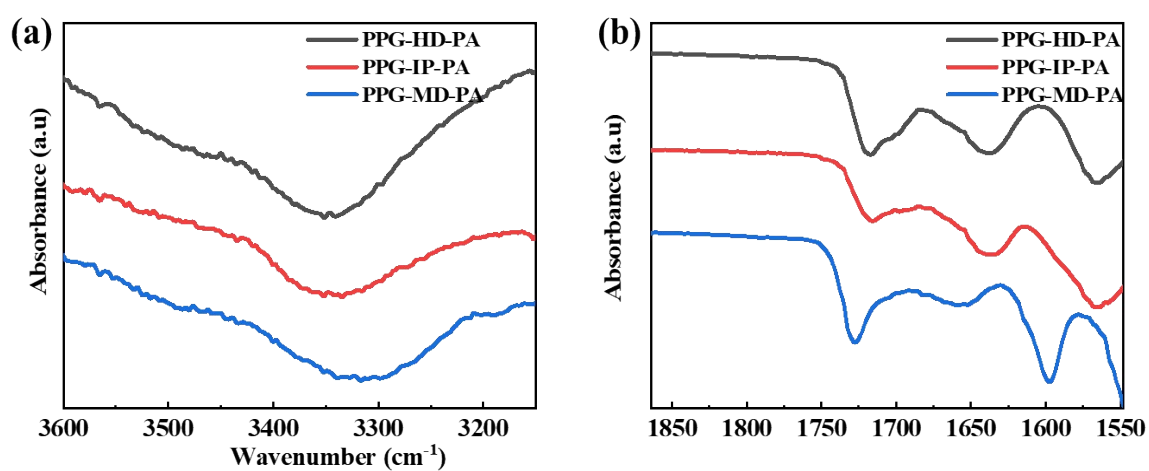 (a)
PPG-HD-PA
PPG-IP-PA
PPG-MD-PA
Absorbance (a.u)
3600 3500 3400 3300 3200
Wavenumber (cm⁻¹)
(b)
PPG-HD-PA
PPG-IP-PA
PPG-MD-PA
Absorbance (a.u)
1850 1800 1750 1700 1650 1600 1550